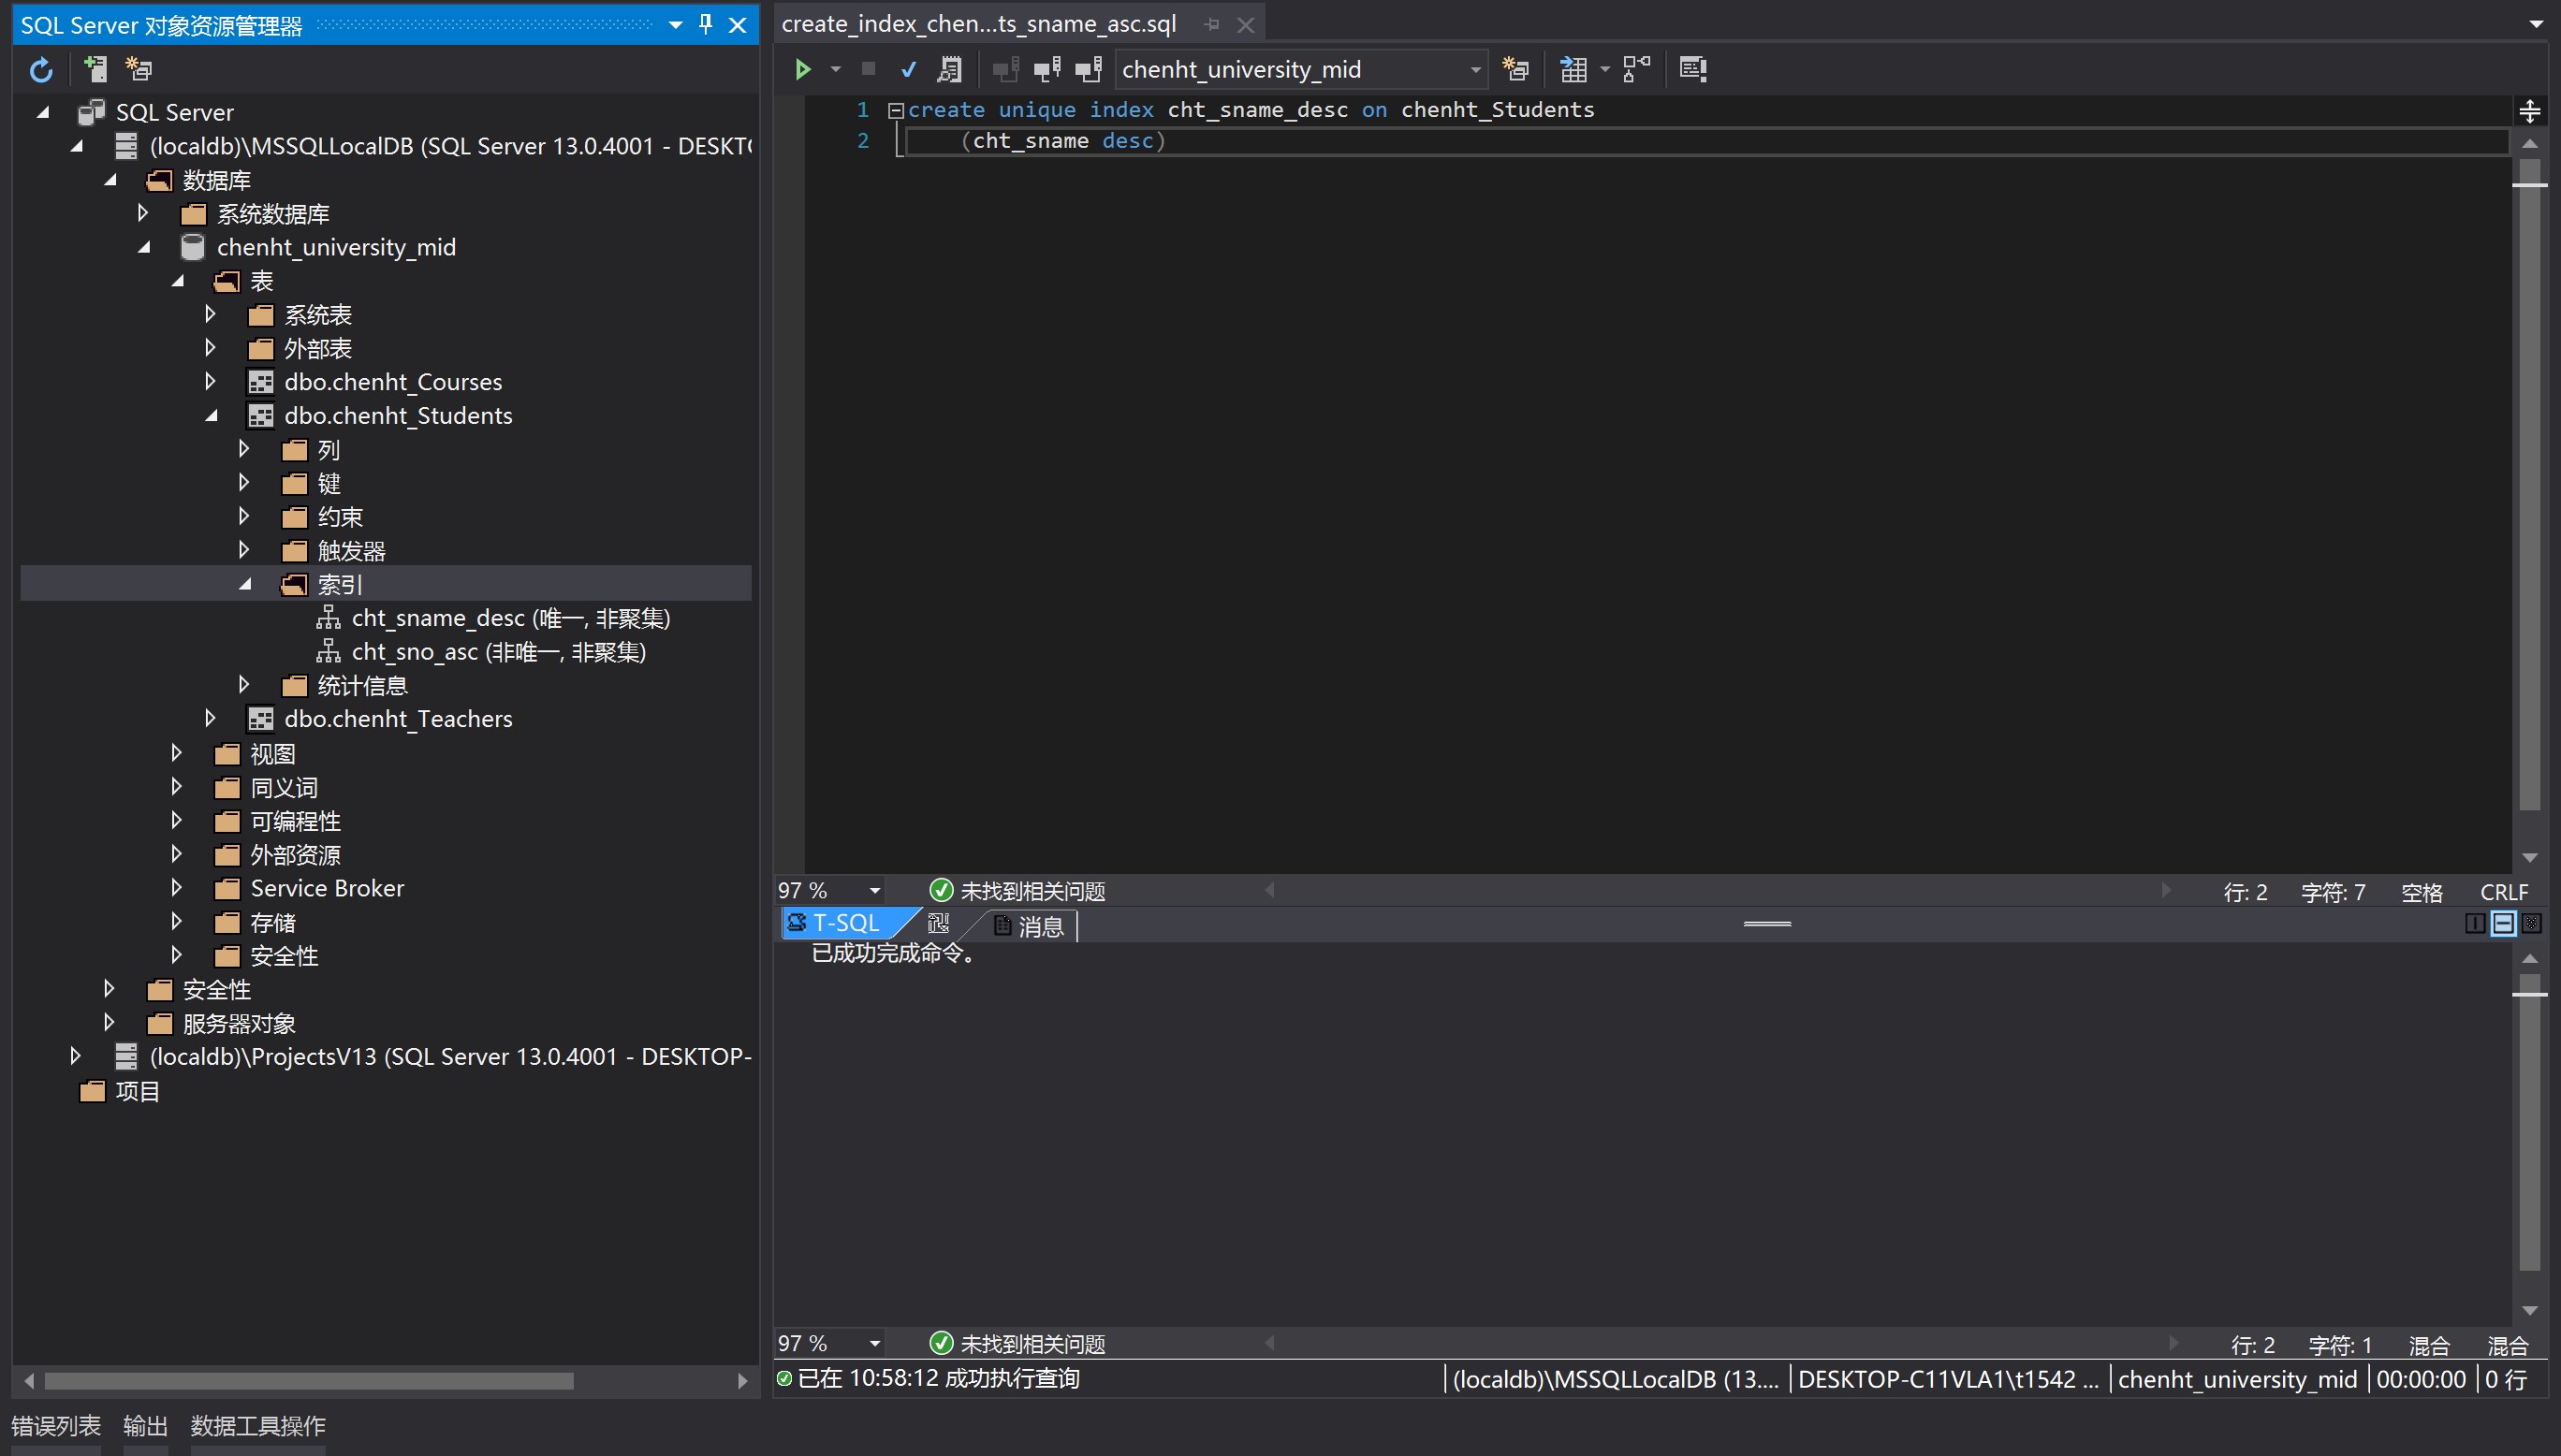 SQL Server 对象资源管理器
SQL Server
(localdb)\MSSQLLocalDB (SQL Server 13.0.4001 - DESKT
数据库
系统数据库
chenht_university_mid
表
系统表
外部表
dbo.chenht_Courses
dbo.chenht_Students
列
键
约束
触发器
索引
cht_sname_desc (唯一, 非聚集)
cht_sno_asc (非唯一, 非聚集)
统计信息
dbo.chenht_Teachers
视图
同义词
可编程性
外部资源
Service Broker
存储
安全性
安全性
服务器对象
(localdb)\ProjectsV13 (SQL Server 13.0.4001 - DESKTOP-
项目
create_index_chen...ts_sname_asc.sql
chenht_university_mid
1 create unique index cht_sname_desc on chenht_Students
2 (cht_sname desc)
97 % 未找到相关问题 行: 2 字符: 7 空格 CRLF
T-SQL 消息
已成功完成命令。
97 % 未找到相关问题 行: 2 字符: 1 混合 混合
已在 10:58:12 成功执行查询 (localdb)\MSSQLLocalDB (13.... DESKTOP-C11VLA1\t1542 ... chenht_university_mid 00:00:00 0 行
错误列表 输出 数据工具操作